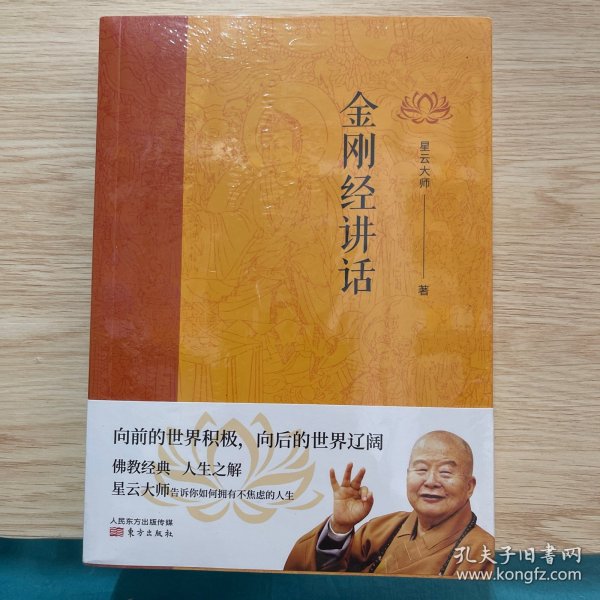 金刚经讲话
星云大师
著
向前的世界积极，向后的世界辽阔
佛教经典 人生之解
星云大师告诉你如何拥有不焦虑的人生
人民东方出版传媒
东方出版社
孔夫子旧书网
www.kongfz.com